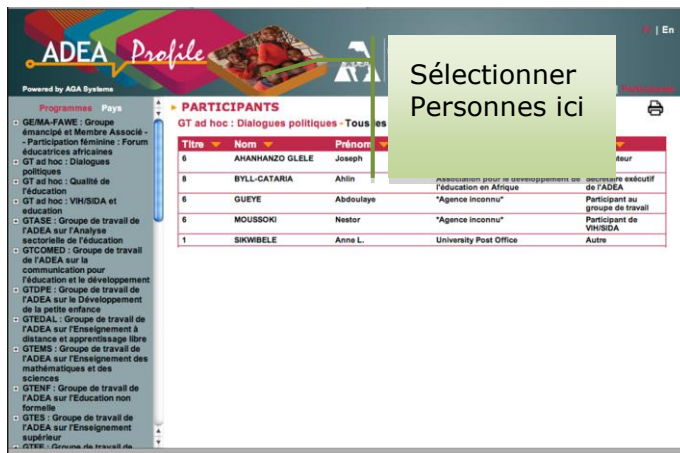 ADEA Profile
Powered by AGA Systems
| En
Sélectionner
Personnes ici
Programmes Pays
GE/MA-FAWE : Groupe
émancipé et Membre Associé -
- Participation féminine : Forum
éducatrices africaines
GT ad hoc : Dialogues
politiques
GT ad hoc : Qualité de
l'éducation
GT ad hoc : VIH/SIDA et
education
GTASE : Groupe de travail de
l'ADEA sur l'Analyse
sectorielle de l'éducation
GTCOMED : Groupe de travail
de l'ADEA sur la
communication pour
l'éducation et le développement
GTDPE : Groupe de travail de
l'ADEA sur le Développement
de la petite enfance
GTEDAL : Groupe de travail de
l'ADEA sur l'Enseignement à
distance et apprentissage libre
GTEMS : Groupe de travail de
l'ADEA sur l'Enseignement des
mathématiques et des
sciences
GTENF : Groupe de travail de
l'ADEA sur l'Education non
formelle
GTES : Groupe de travail de
l'ADEA sur l'Enseignement
supérieur
GTEF : Groupe de travail de
PARTICIPANTS
GT ad hoc : Dialogues politiques - Tous les
Titre Nom Prénom
6 AHANHANZO GLELE Joseph
8 BYLL-CATARIA Ahlin Association pour le développement de Secrétaire exécutif
l'éducation en Afrique de l'ADEA
6 GUEYE Abdoulaye "Agence inconnu" Participant au
groupe de travail
6 MOUSSOKI Nestor "Agence inconnu" Participant de
VIH/SIDA
1 SIKWIBELE Anne L. University Post Office Autre